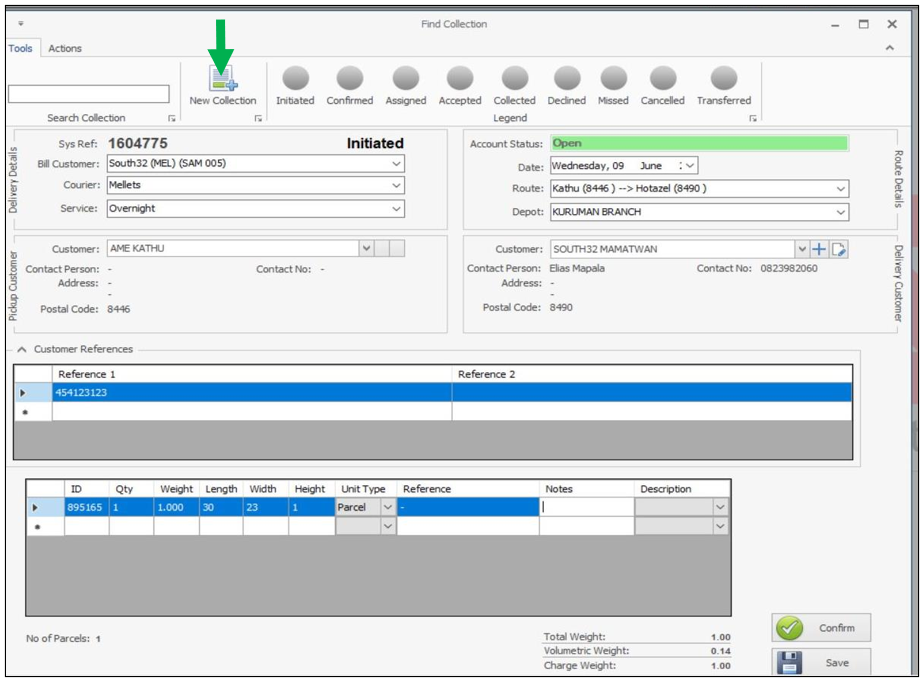 Find Collection
Tools Actions
New Collection Initiated Confirmed Assigned Accepted Collected Declined Missed Cancelled Transferred
Search Collection Legend
Delivery Details
Sys Ref: 1604775 Initiated
Bill Customer: South32 (MEL) (SAM 005)
Courier: Mellets
Service: Overnight
Account Status: Open
Date: Wednesday, 09 June
Route: Kathu (8446 ) --> Hotazel (8490 )
Depot: KURUMAN BRANCH
Route Details
Pickup Customer
Customer: AME KATHU
Contact Person: - Contact No: -
Address: -
-
Postal Code: 8446
Customer: SOUTH32 MAMATWAN
Contact Person: Elias Mapala Contact No: 0823982060
Address: -
-
Postal Code: 8490
Delivery Customer
Customer References
Reference 1 Reference 2
454123123
ID Qty Weight Length Width Height Unit Type Reference Notes Description
895165 1 1.000 30 23 1 Parcel -
No of Parcels: 1
Total Weight: 1.00
Volumetric Weight: 0.14
Charge Weight: 1.00
Confirm
Save